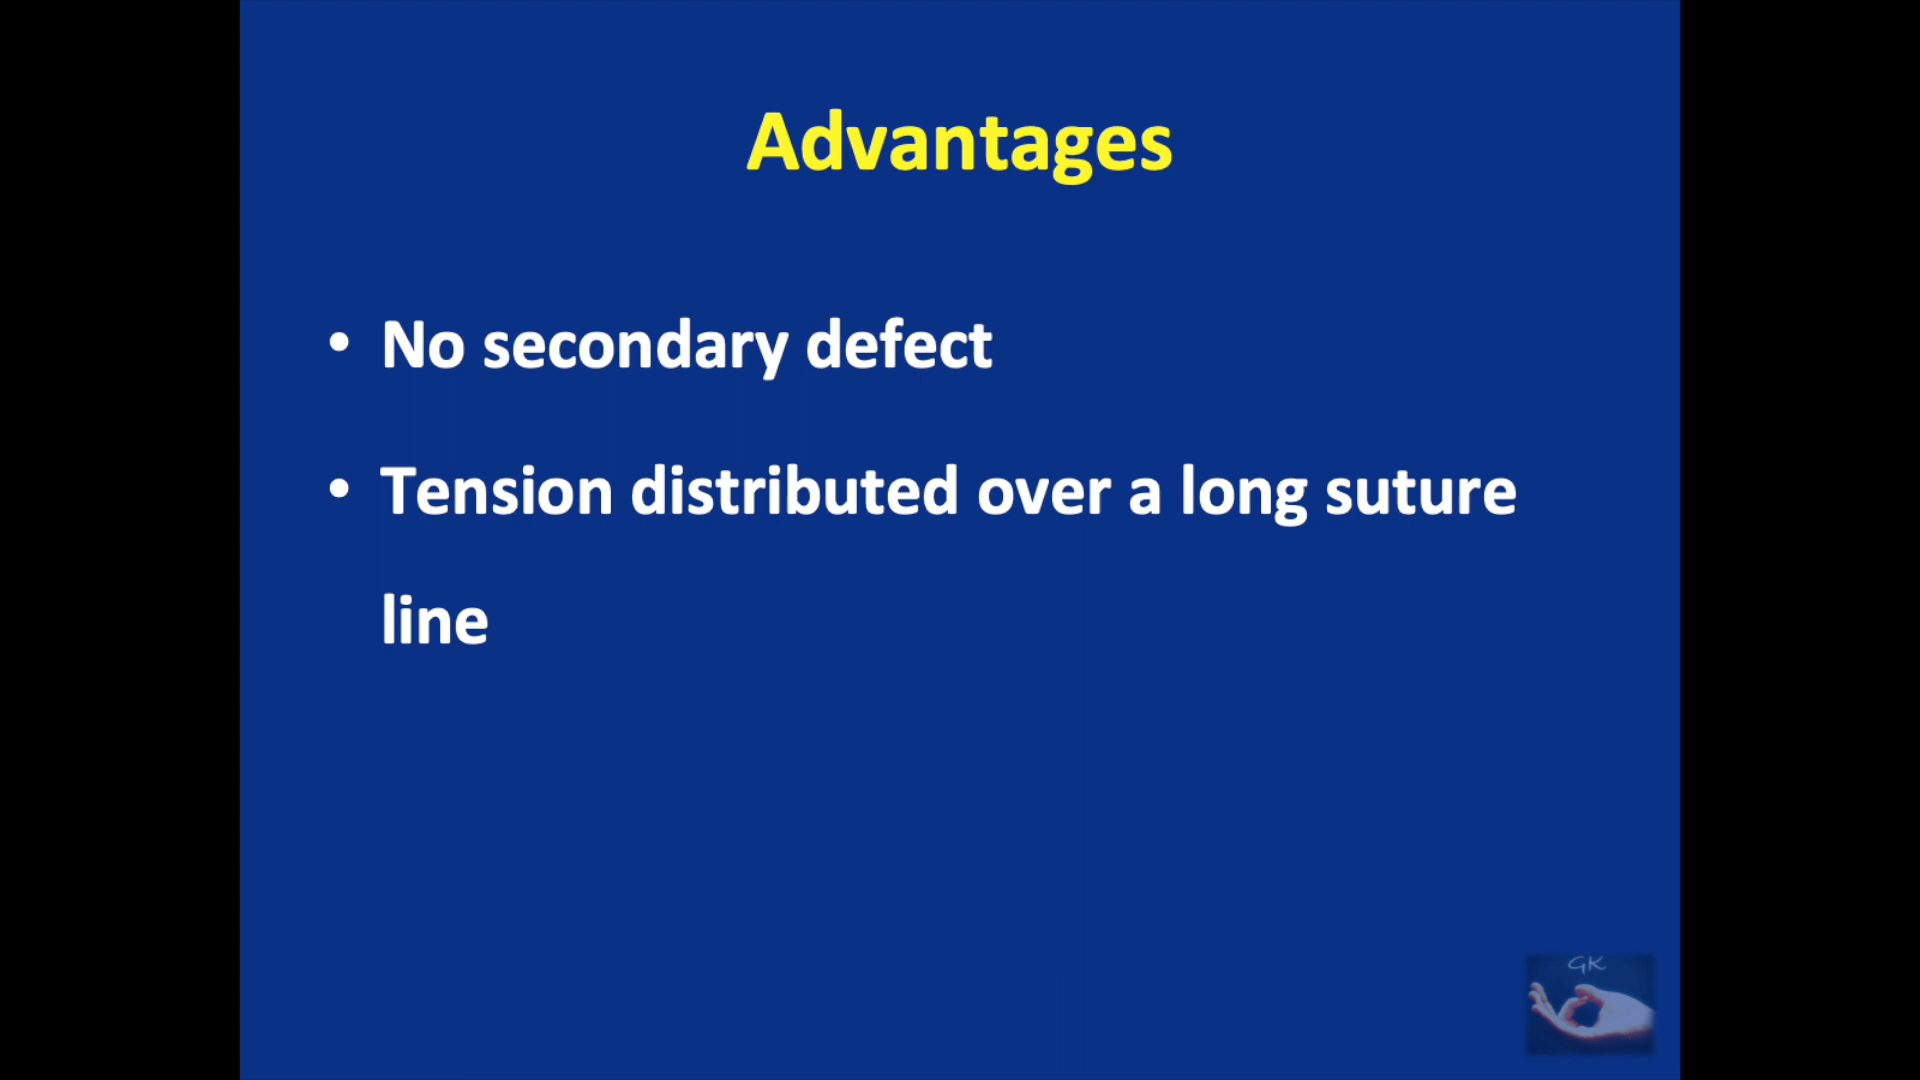 Advantages
• No secondary defect
• Tension distributed over a long suture
line
GK